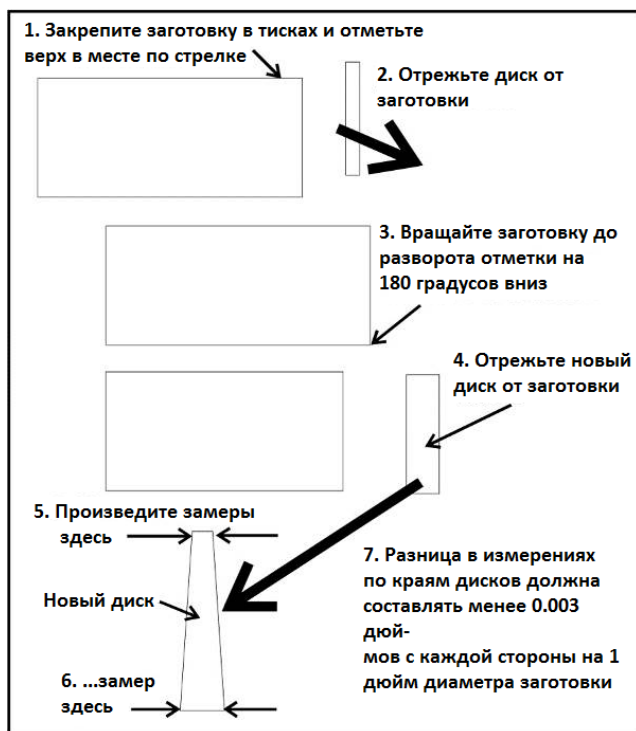 1. Закрепите заготовку в тисках и отметьте
верх в месте по стрелке
2. Отрежьте диск от
заготовки
3. Вращайте заготовку до
разворота отметки на
180 градусов вниз
4. Отрежьте новый
диск от заготовки
5. Произведите замеры
здесь
Новый диск
6. ...замер
здесь
7. Разница в измерениях
по краям дисков должна
составлять менее 0.003
дюй-
мов с каждой стороны на 1
дюйм диаметра заготовки